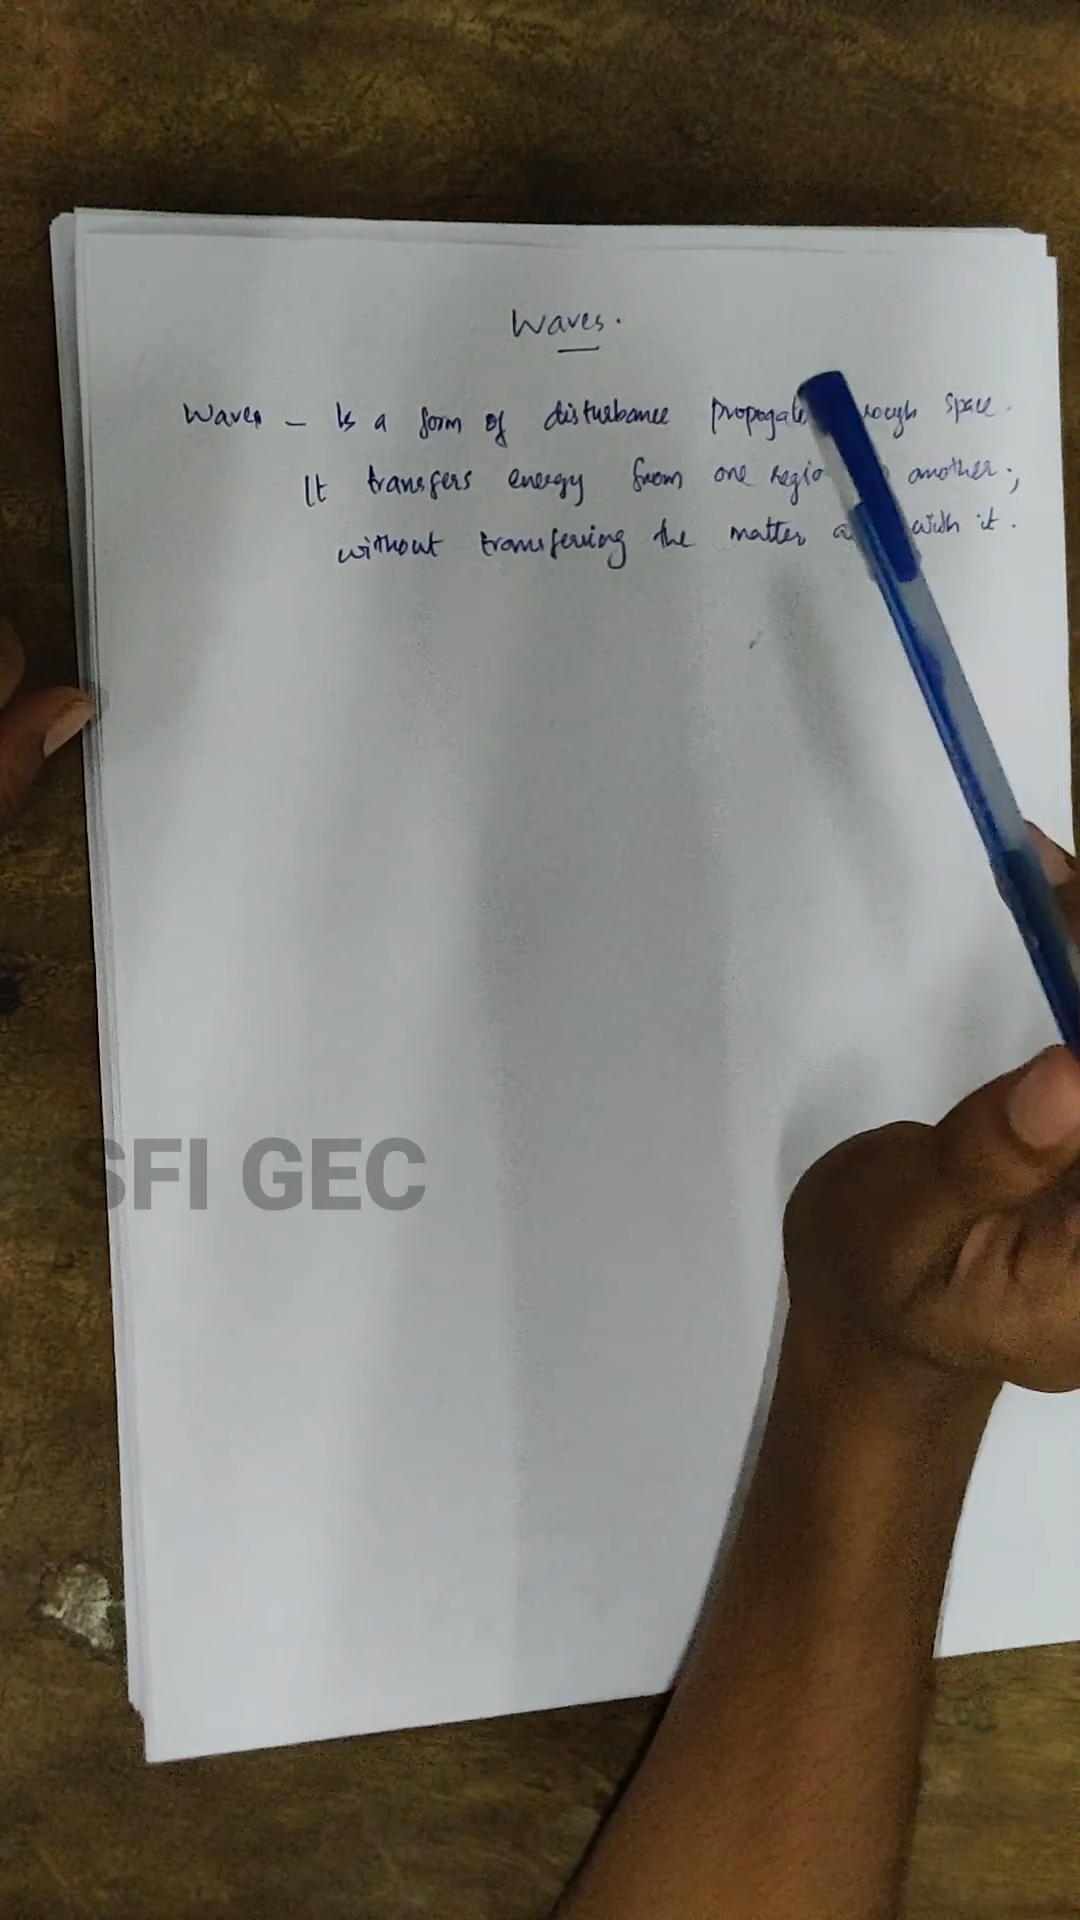 Waves.
Waves – Is a form of disturbance space.
It transfers energy from one another;
without transferring the matter with it.
SFI GEC